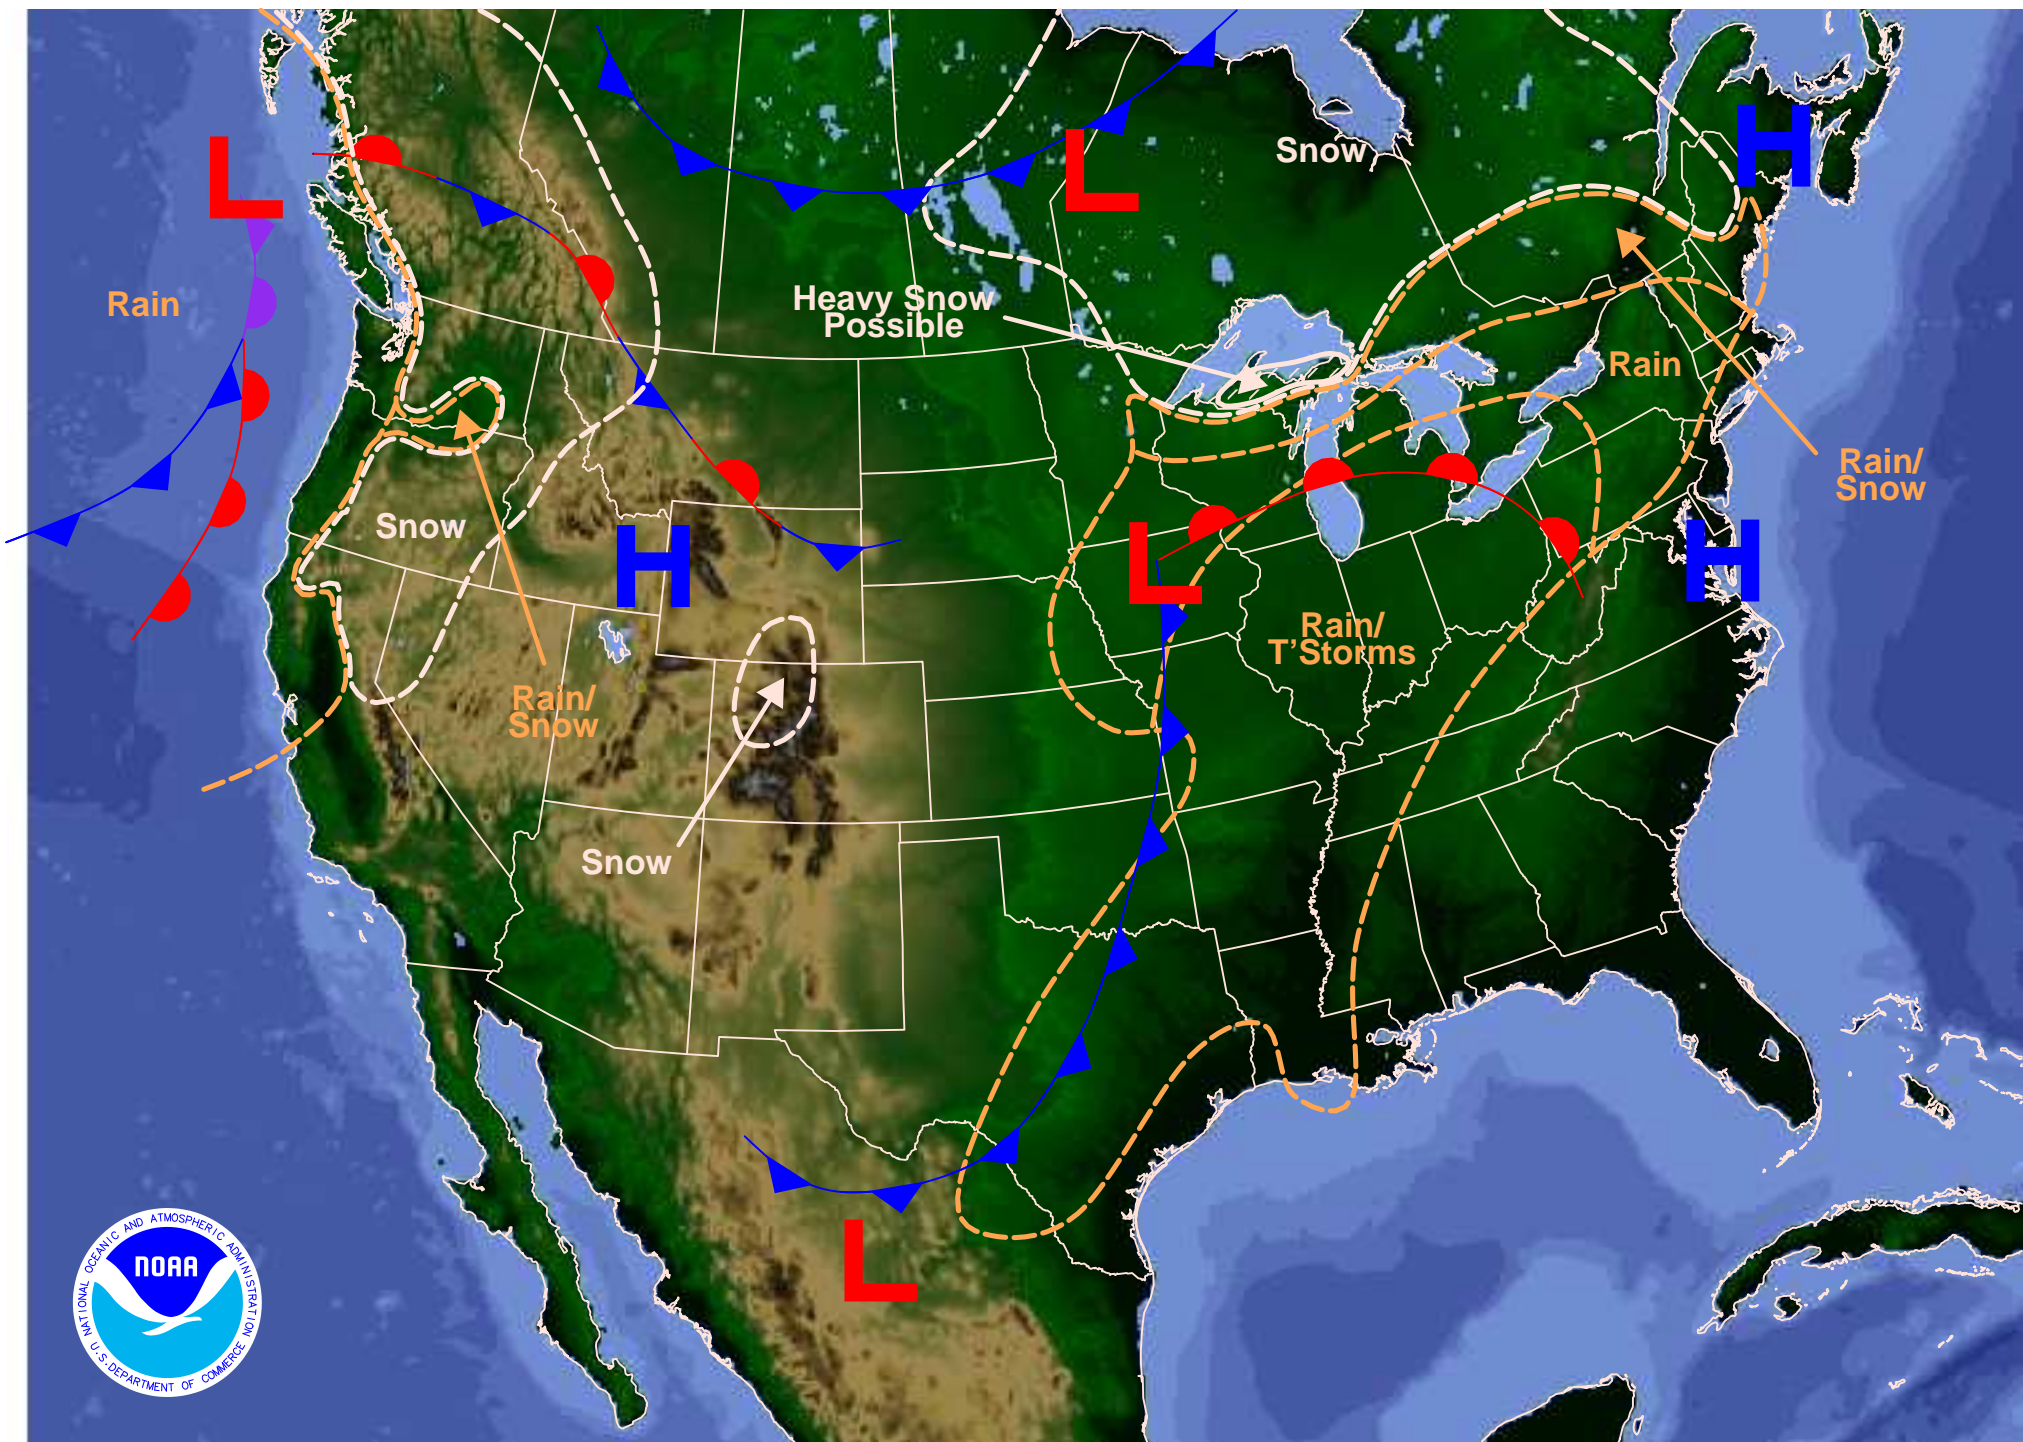 L
Snow
H
L
Rain
Heavy Snow
Possible
Rain
Rain/
Snow
Snow
H
L
H
Rain/
T'Storms
Rain/
Snow
Snow
L
NATIONAL OCEANIC AND ATMOSPHERIC ADMINISTRATION
NOAA
U.S. DEPARTMENT OF COMMERCE